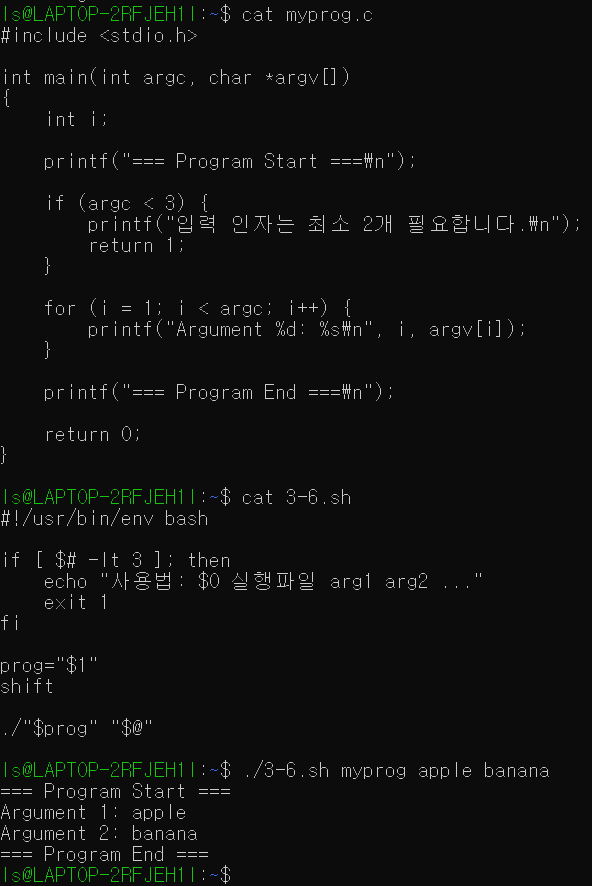 ls@LAPTOP-2RFJEH1I:~$ cat myprog.c
#include <stdio.h>

int main(int argc, char *argv[])
{
    int i;

    printf("=== Program Start ===₩n");

    if (argc < 3) {
        printf("입력 인자는 최소 2개 필요합니다.₩n");
        return 1;
    }

    for (i = 1; i < argc; i++) {
        printf("Argument %d: %s₩n", i, argv[i]);
    }

    printf("=== Program End ===₩n");

    return 0;
}

ls@LAPTOP-2RFJEH1I:~$ cat 3-6.sh
#!/usr/bin/env bash

if [ $# -lt 3 ]; then
    echo "사용법: $0 실행파일 arg1 arg2 ..."
    exit 1
fi

prog="$1"
shift

./"$prog" "$@"

ls@LAPTOP-2RFJEH1I:~$ ./3-6.sh myprog apple banana
=== Program Start ===
Argument 1: apple
Argument 2: banana
=== Program End ===
ls@LAPTOP-2RFJEH1I:~$